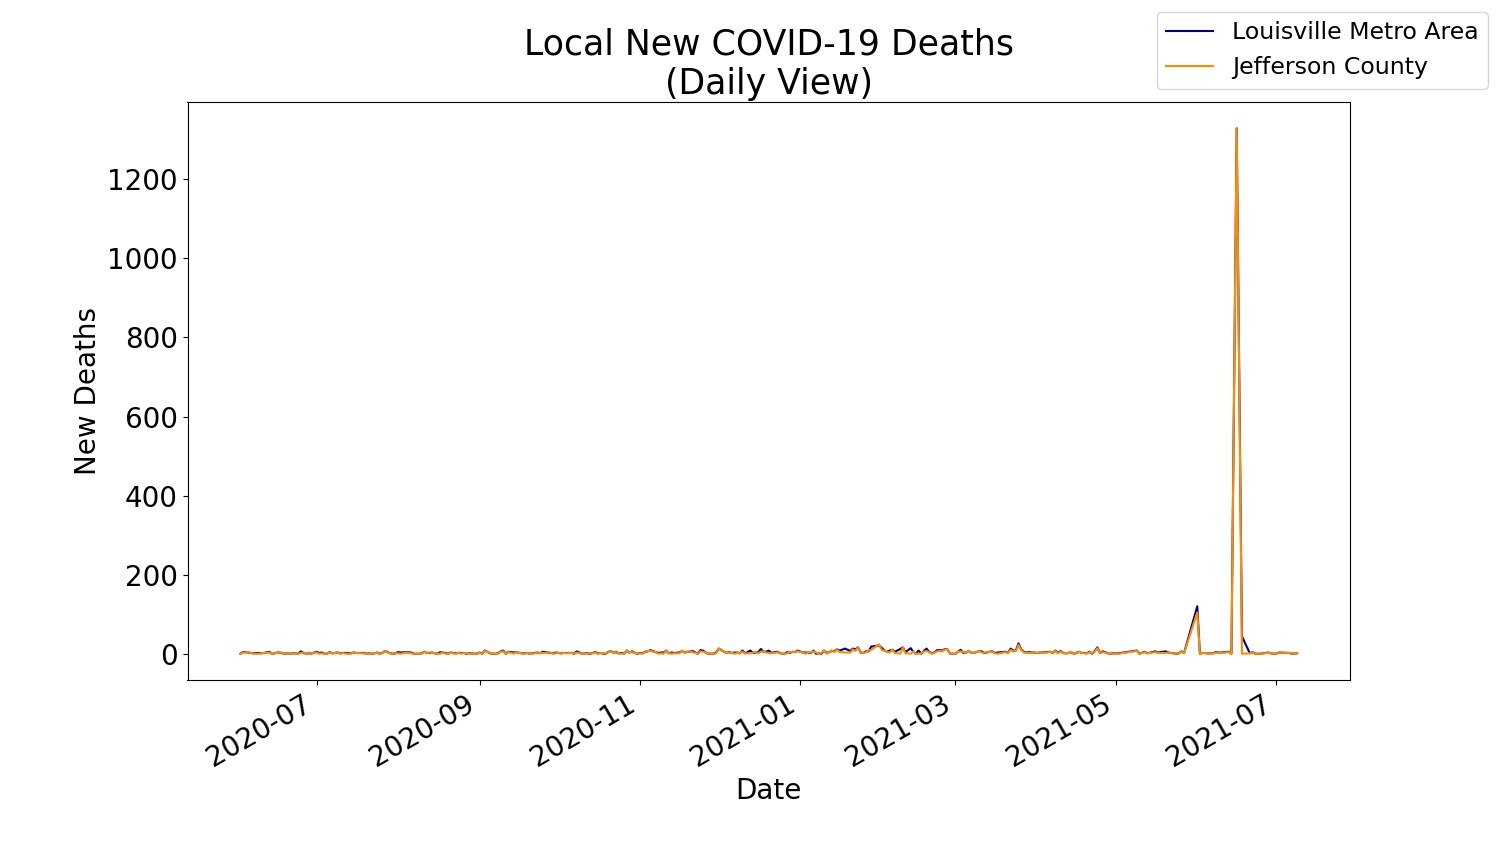 Local New COVID-19 Deaths
(Daily View)
Louisville Metro Area
Jefferson County
1200
1000
800
600
400
200
0
New Deaths
2020-07
2020-09
2020-11
2021-01
2021-03
2021-05
2021-07
Date